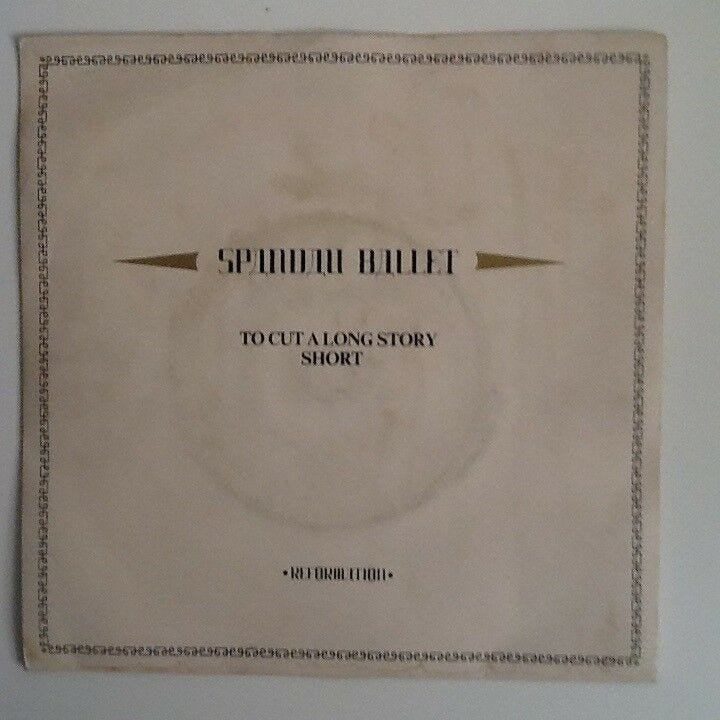 SPANDAU BALLET
TO CUT A LONG STORY
SHORT
• REFORMATION •